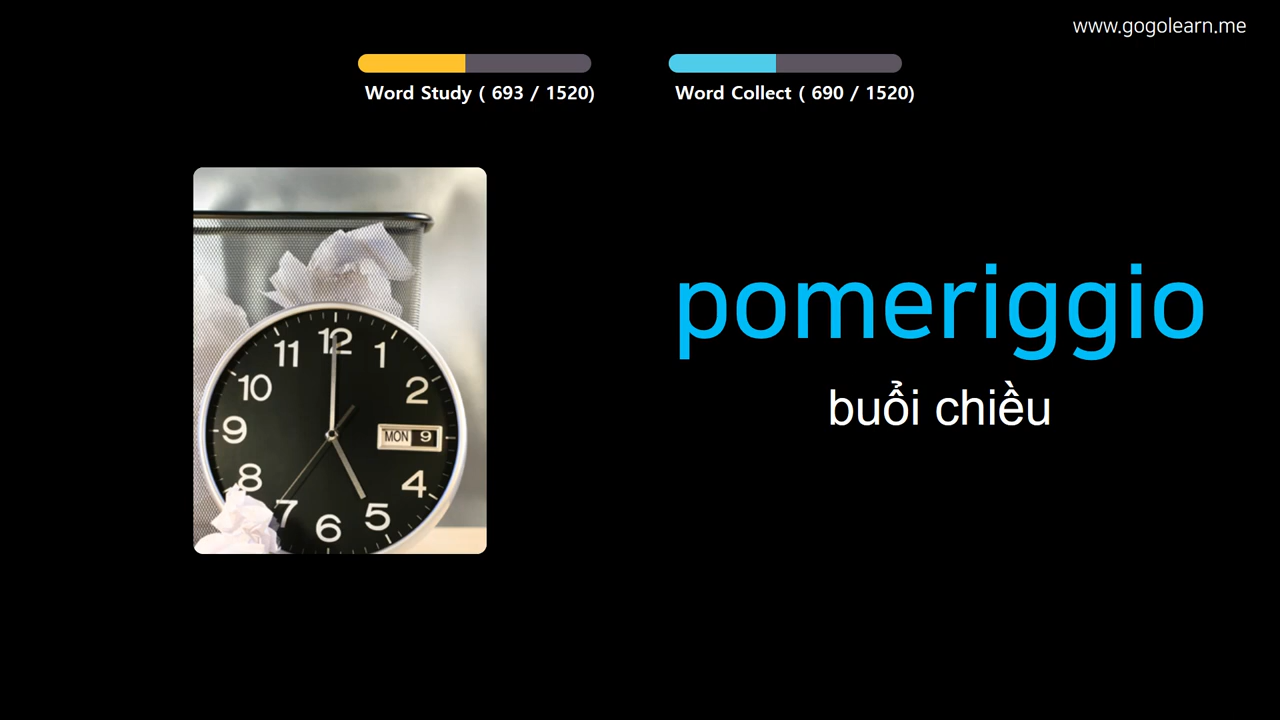 www.gogolearn.me
Word Study ( 693 / 1520)
Word Collect ( 690 / 1520)
12
11
1
10
2
9
MON 9
8
4
7
5
6
pomeriggio
buổi chiều